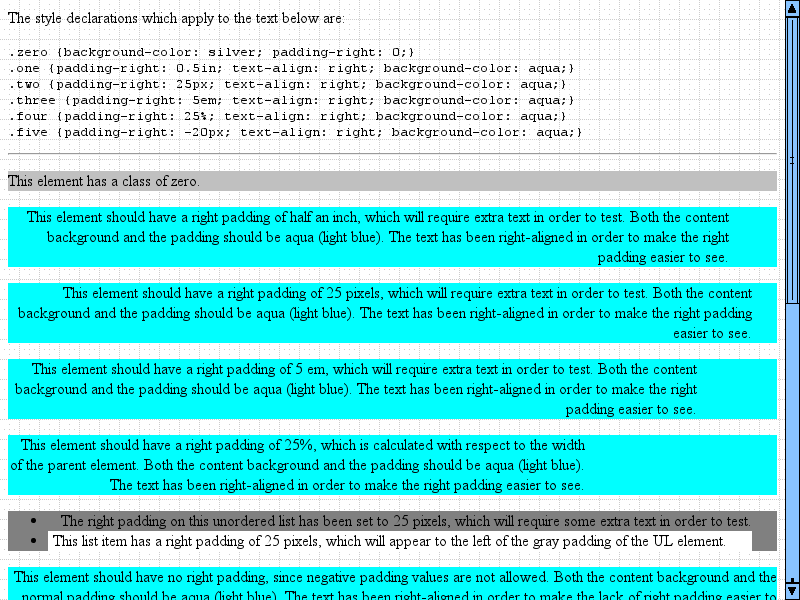 The style declarations which apply to the text below are:
.zero {background-color: silver; padding-right: 0;}
.one {padding-right: 0.5in; text-align: right; background-color: aqua;}
.two {padding-right: 25px; text-align: right; background-color: aqua;}
.three {padding-right: 5em; text-align: right; background-color: aqua;}
.four {padding-right: 25%; text-align: right; background-color: aqua;}
.five {padding-right: -20px; text-align: right; background-color: aqua;}
This element has a class of zero.
This element should have a right padding of half an inch, which will require extra text in order to test. Both the content
background and the padding should be aqua (light blue). The text has been right-aligned in order to make the right
padding easier to see.
This element should have a right padding of 25 pixels, which will require extra text in order to test. Both the content
background and the padding should be aqua (light blue). The text has been right-aligned in order to make the right padding
easier to see.
This element should have a right padding of 5 em, which will require extra text in order to test. Both the content
background and the padding should be aqua (light blue). The text has been right-aligned in order to make the right
padding easier to see.
This element should have a right padding of 25%, which is calculated with respect to the width
of the parent element. Both the content background and the padding should be aqua (light blue).
The text has been right-aligned in order to make the right padding easier to see.
• The right padding on this unordered list has been set to 25 pixels, which will require some extra text in order to test.
• This list item has a right padding of 25 pixels, which will appear to the left of the gray padding of the UL element.
This element should have no right padding, since negative padding values are not allowed. Both the content background and the
normal padding should be aqua (light blue). The text has been right-aligned in order to make the lack of right padding easier to